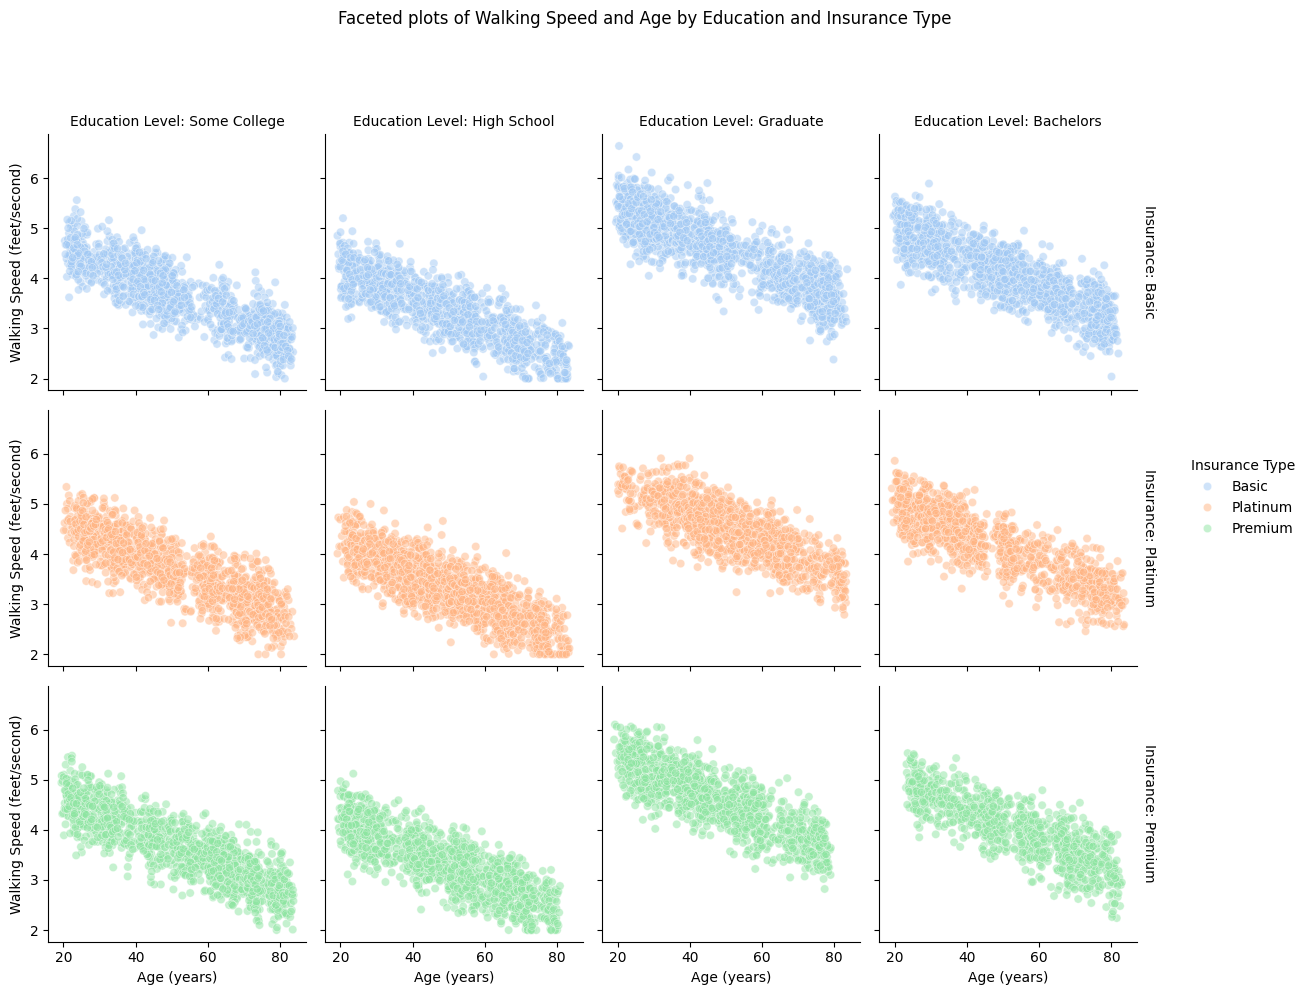 Faceted plots of Walking Speed and Age by Education and Insurance Type
Education Level: Some College
Education Level: High School
Education Level: Graduate
Education Level: Bachelors
Walking Speed (feet/second)
6
5
4
3
2
Insurance: Basic
Walking Speed (feet/second)
6
5
4
3
2
Insurance: Platinum
Insurance Type
Basic
Platinum
Premium
Walking Speed (feet/second)
6
5
4
3
2
Insurance: Premium
20 40 60 80
20 40 60 80
20 40 60 80
20 40 60 80
Age (years)
Age (years)
Age (years)
Age (years)